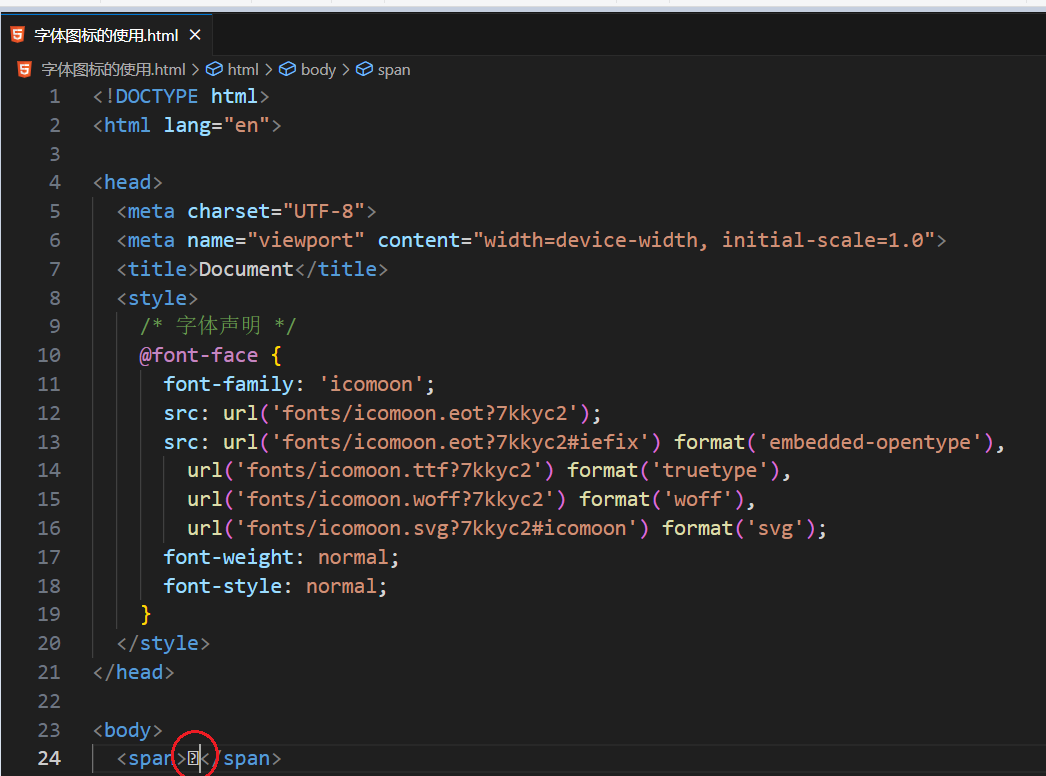 字体图标的使用.html ×
字体图标的使用.html > html > body > span
1 <!DOCTYPE html>
2 <html lang="en">
3
4 <head>
5 <meta charset="UTF-8">
6 <meta name="viewport" content="width=device-width, initial-scale=1.0">
7 <title>Document</title>
8 <style>
9 /* 字体声明 */
10 @font-face {
11 font-family: 'icomoon';
12 src: url('fonts/icomoon.eot?7kkyc2');
13 src: url('fonts/icomoon.eot?7kkyc2#iefix') format('embedded-opentype'),
14 url('fonts/icomoon.ttf?7kkyc2') format('truetype'),
15 url('fonts/icomoon.woff?7kkyc2') format('woff'),
16 url('fonts/icomoon.svg?7kkyc2#icomoon') format('svg');
17 font-weight: normal;
18 font-style: normal;
19 }
20 </style>
21 </head>
22
23 <body>
24 <span></span>